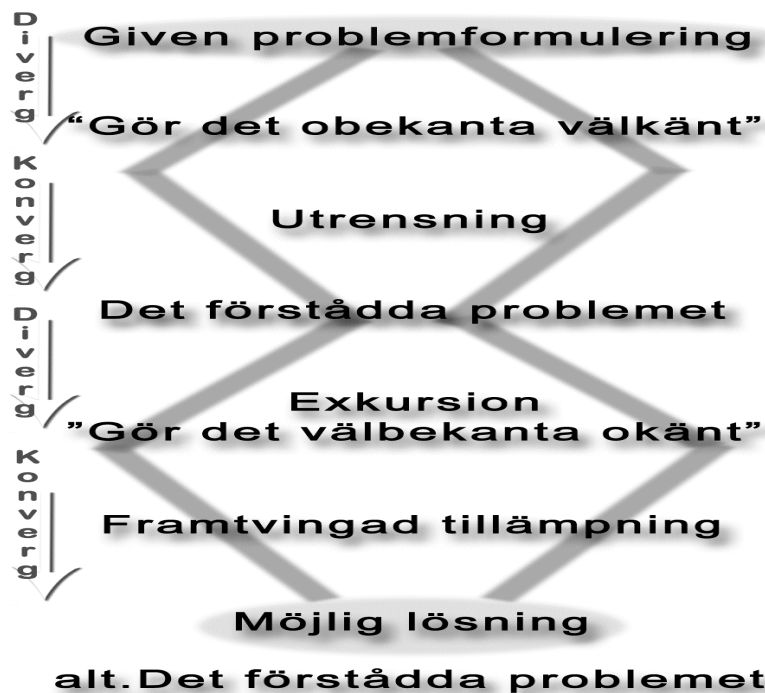 Diverg
Given problemformulering
“Gör det obekanta välkänt”
Konverg
Utrensning
Det förstådda problemet
Diverg
Exkursion
”Gör det välbekanta okänt”
Konverg
Framtvingad tillämpning
Möjlig lösning
alt.Det förstådda problemet